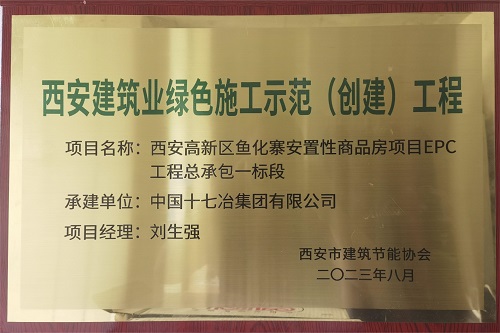 西安建筑业绿色施工示范（创建）工程
项目名称：西安高新区鱼化寨安置性商品房项目EPC
工程总承包一标段
承建单位：中国十七冶集团有限公司
项目经理：刘生强
西安市建筑节能协会
二〇二三年八月